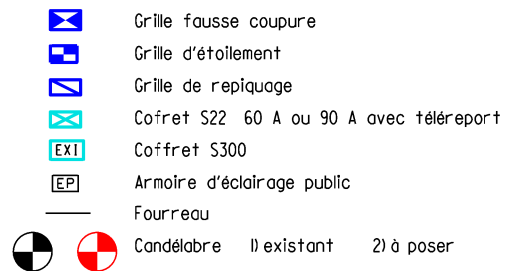 Grille fausse coupure
Grille d'étoilement
Grille de repiquage
Cofret S22 60 A ou 90 A avec téléreport
EXI Coffret S300
EP Armoire d'éclairage public
Fourreau
Candélabre 1) existant 2) à poser